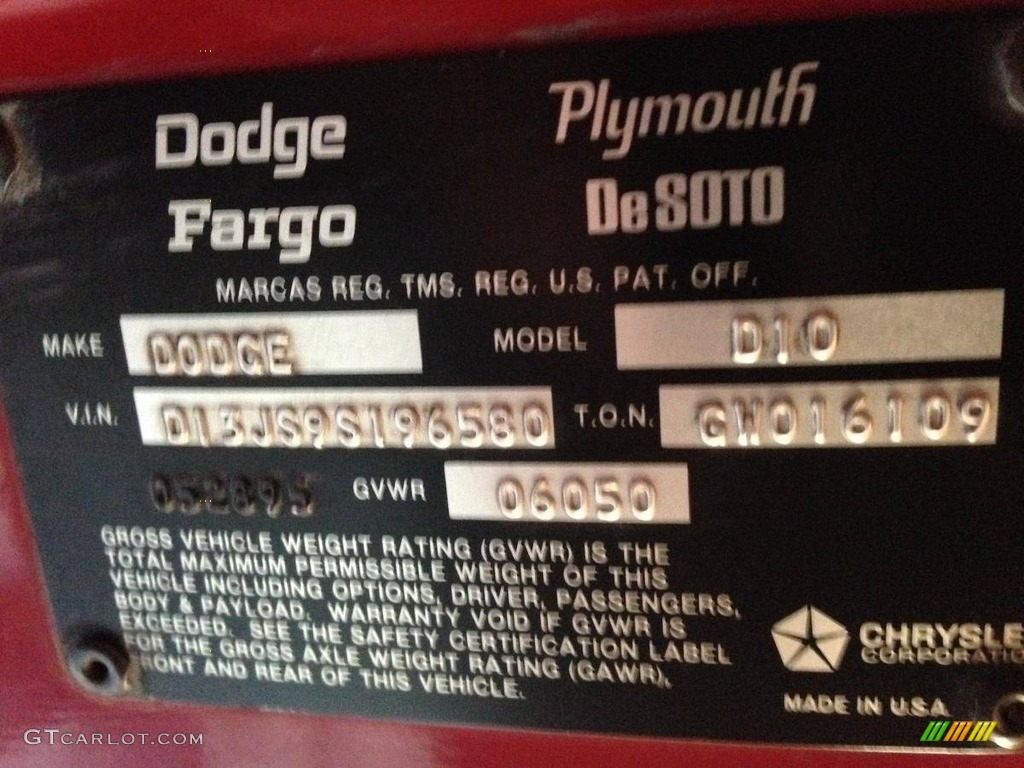 Dodge Plymouth
Fargo DeSOTO
MARCAS REG. TMS. REG. U.S. PAT. OFF.
MAKE DODGE MODEL D10
V.I.N. D13JS9S196580 T.O.N. GW016109
052895 GVWR 06050
GROSS VEHICLE WEIGHT RATING (GVWR) IS THE
TOTAL MAXIMUM PERMISSIBLE WEIGHT OF THIS
VEHICLE INCLUDING OPTIONS, DRIVER, PASSENGERS,
BODY & PAYLOAD. WARRANTY VOID IF GVWR IS
EXCEEDED. SEE THE SAFETY CERTIFICATION LABEL
FOR THE GROSS AXLE WEIGHT RATING (GAWR),
FRONT AND REAR OF THIS VEHICLE.
CHRYSLE
CORPORATIO
MADE IN U.S.A.
GTCARLOT.COM